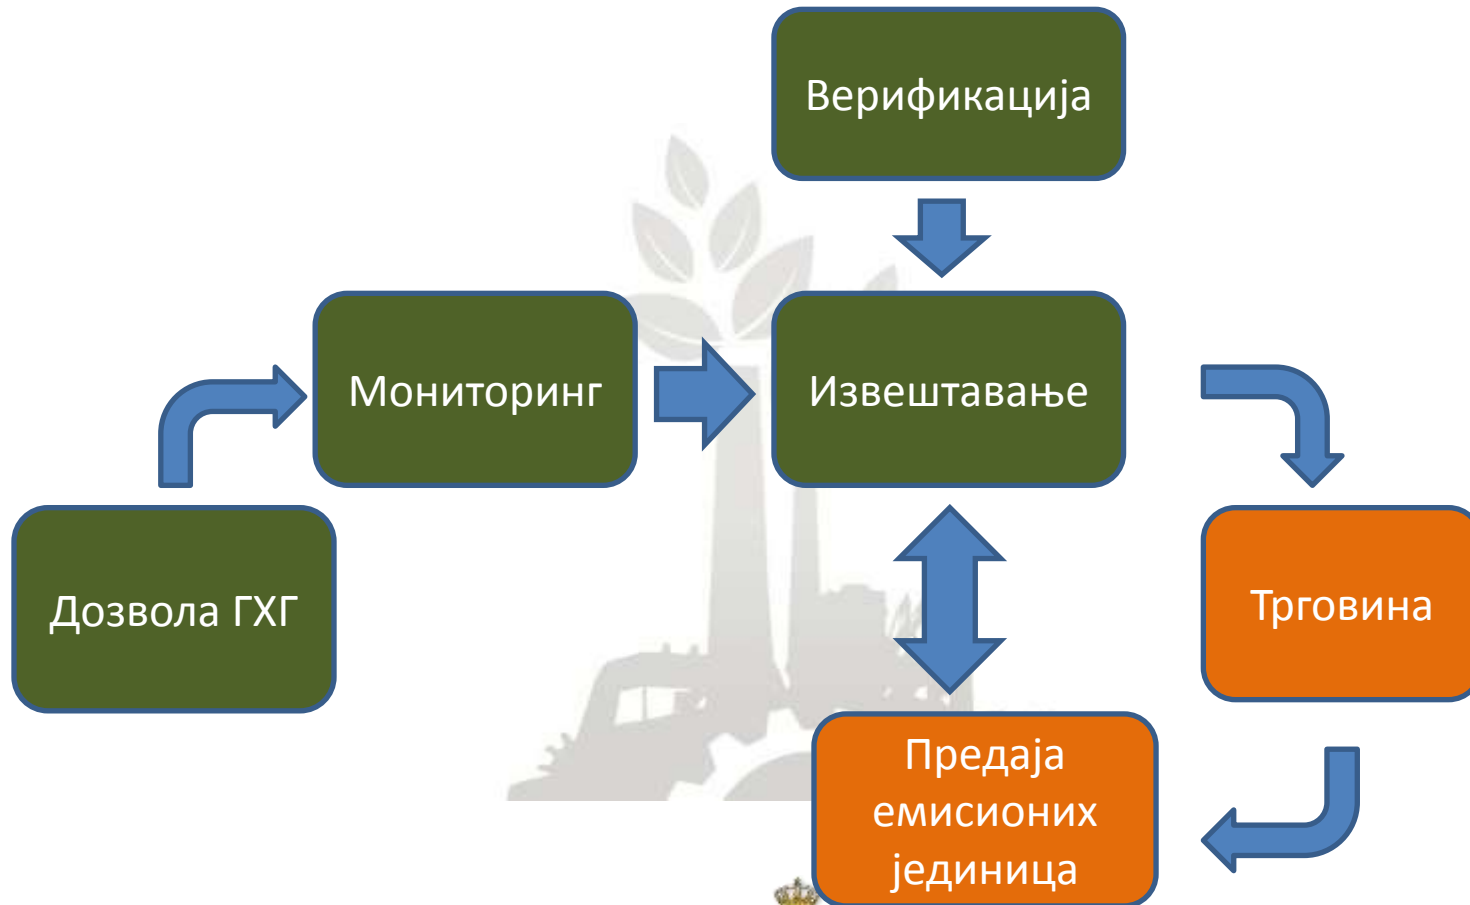 Верификација
Мониторинг
Извештавање
Дозвола ГХГ
Трговина
Предаја
емисионих
јединица